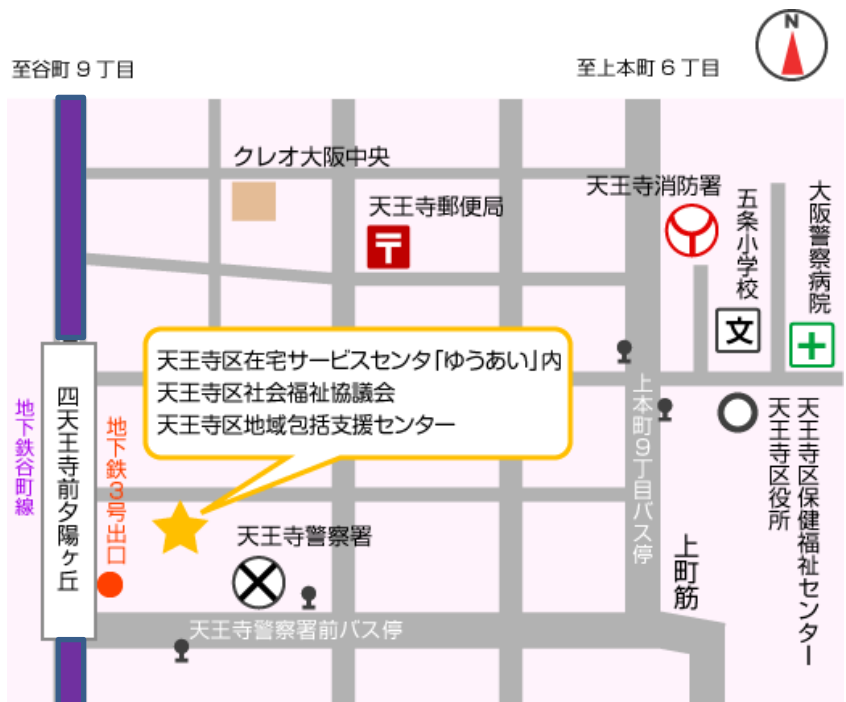 至谷町9丁目
至上本町6丁目
N
クレオ大阪中央
天王寺郵便局
天王寺消防署
五条小学校
大阪警察病院
文
天王寺区在宅サービスセンタ「ゆうあい」内
天王寺区社会福祉協議会
天王寺区地域包括支援センター
地下鉄谷町線
四天王寺前夕陽ヶ丘
地下鉄3号出口
上本町9丁目バス停
天王寺区役所
天王寺区保健福祉センター
天王寺警察署
上町筋
天王寺警察署前バス停